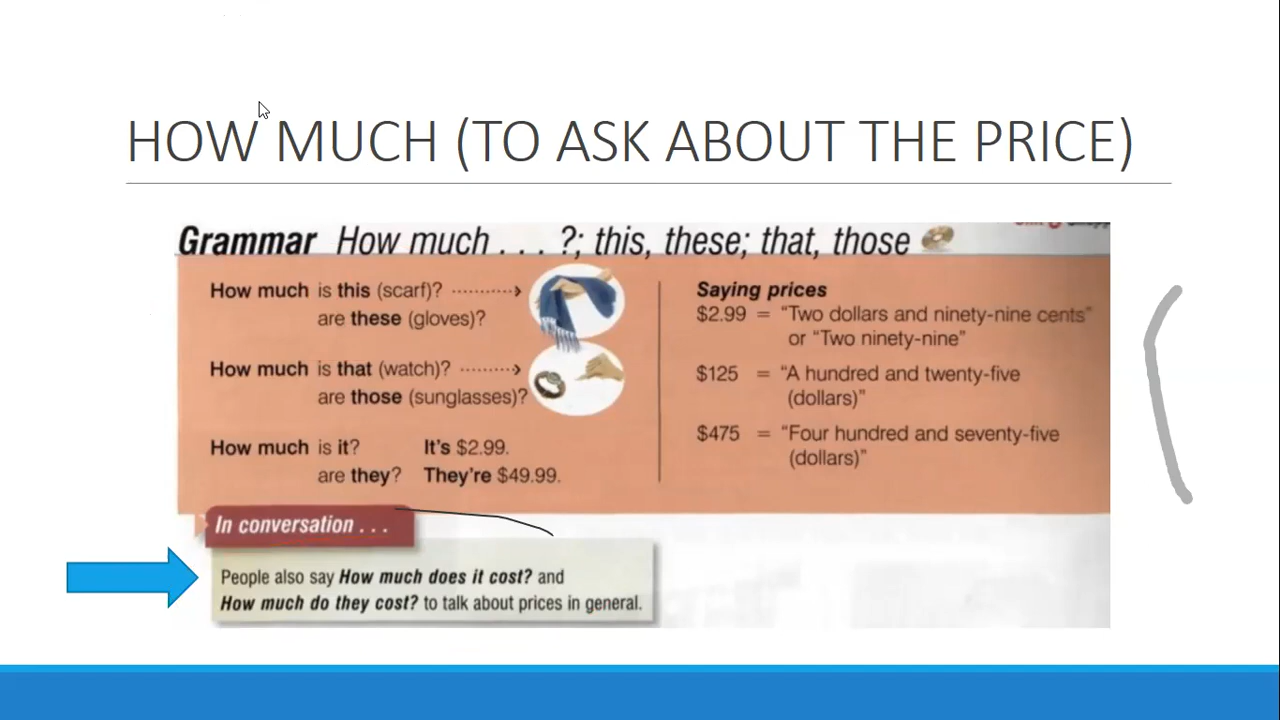 HOW MUCH (TO ASK ABOUT THE PRICE)
Grammar How much . . . ?; this, these; that, those
How much is this (scarf)?
are these (gloves)?
How much is that (watch)?
are those (sunglasses)?
How much is it? It's $2.99.
are they? They're $49.99.
Saying prices
$2.99 = “Two dollars and ninety-nine cents”
or “Two ninety-nine”
$125 = “A hundred and twenty-five
(dollars)”
$475 = “Four hundred and seventy-five
(dollars)”
In conversation . . .
People also say How much does it cost? and
How much do they cost? to talk about prices in general.